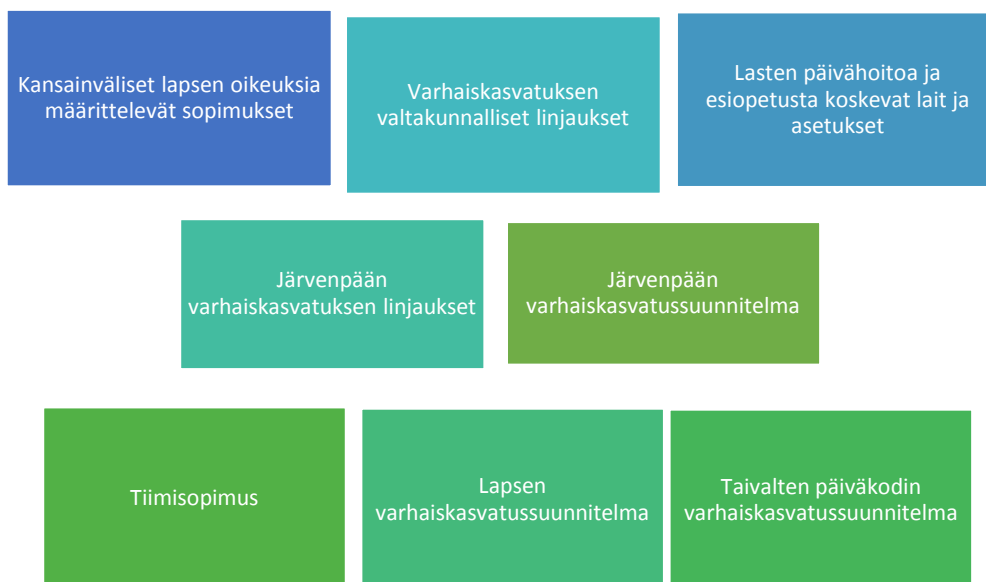 Kansainväliset lapsen oikeuksia
määrittelevät sopimukset
Varhaiskasvatuksen
valtakunnalliset linjaukset
Lasten päivähoitoa ja
esiopetusta koskevat lait ja
asetukset
Järvenpään
varhaiskasvatuksen linjaukset
Järvenpään
varhaiskasvatussuunnitelma
Tiimisopimus
Lapsen
varhaiskasvatussuunnitelma
Taivalten päiväkodin
varhaiskasvatussuunnitelma